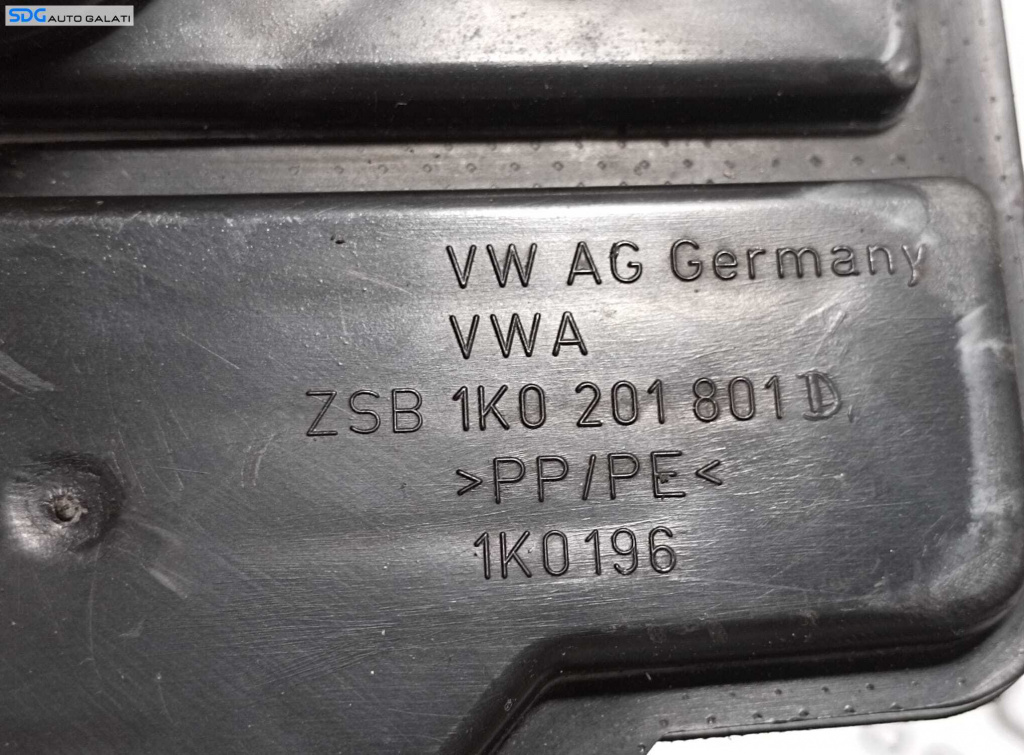 SDG AUTO GALATI
VW AG Germany
VWA
ZSB 1K0 201 801 D
>PP/PE<
1K0196